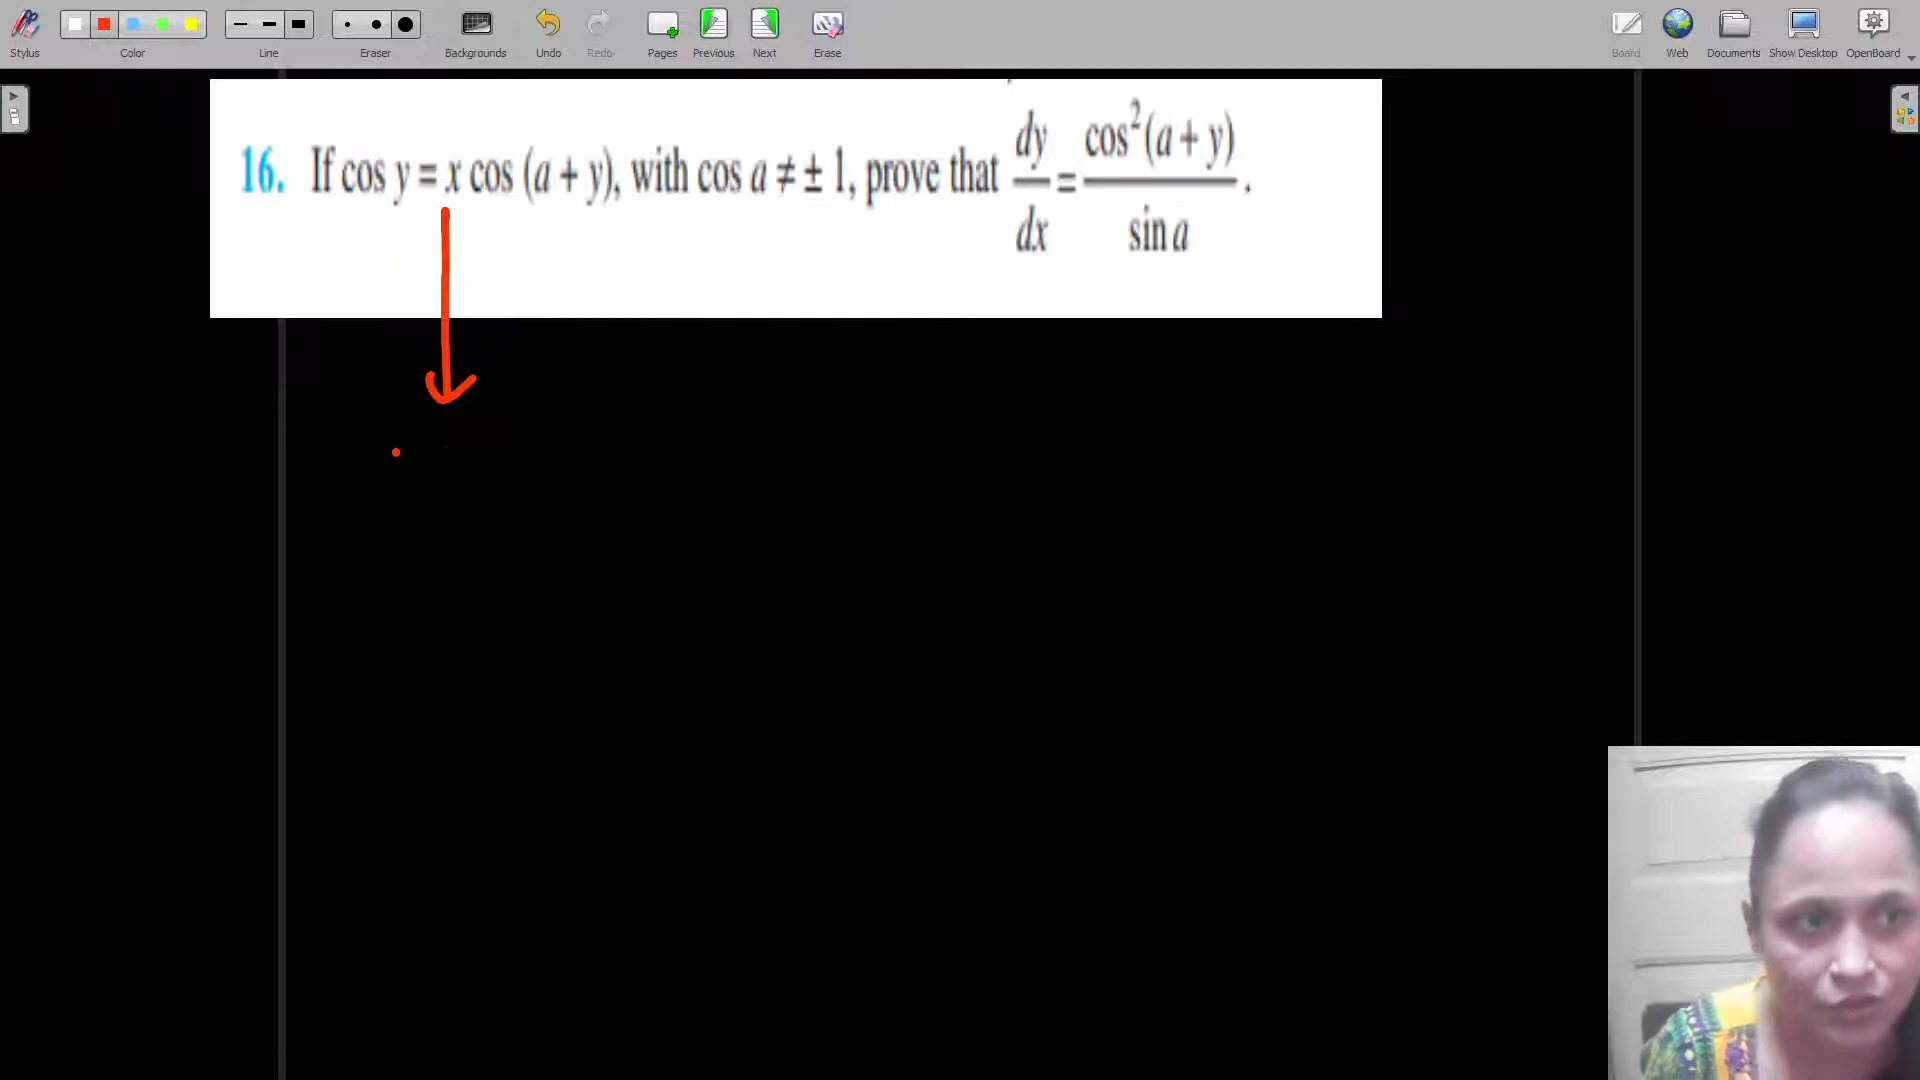 Stylus Color Line Eraser Backgrounds Undo Redo Pages Previous Next Erase Board Web Documents Show Desktop OpenBoard
16. If cos y = x cos (a + y), with cos a ≠ ± 1, prove that dy/dx = cos²(a + y)/sin a .